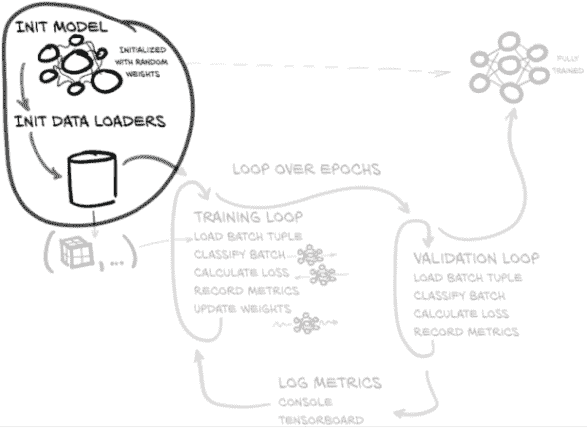 INIT MODEL
INITIALIZED
WITH RANDOM
WEIGHTS
FULLY
TRAINED
INIT DATA LOADERS
LOOP OVER EPOCHS
TRAINING LOOP
LOAD BATCH TUPLE
CLASSIFY BATCH
CALCULATE LOSS
RECORD METRICS
UPDATE WEIGHTS
( , ...)
VALIDATION LOOP
LOAD BATCH TUPLE
CLASSIFY BATCH
CALCULATE LOSS
RECORD METRICS
LOG METRICS
CONSOLE
TENSORBOARD